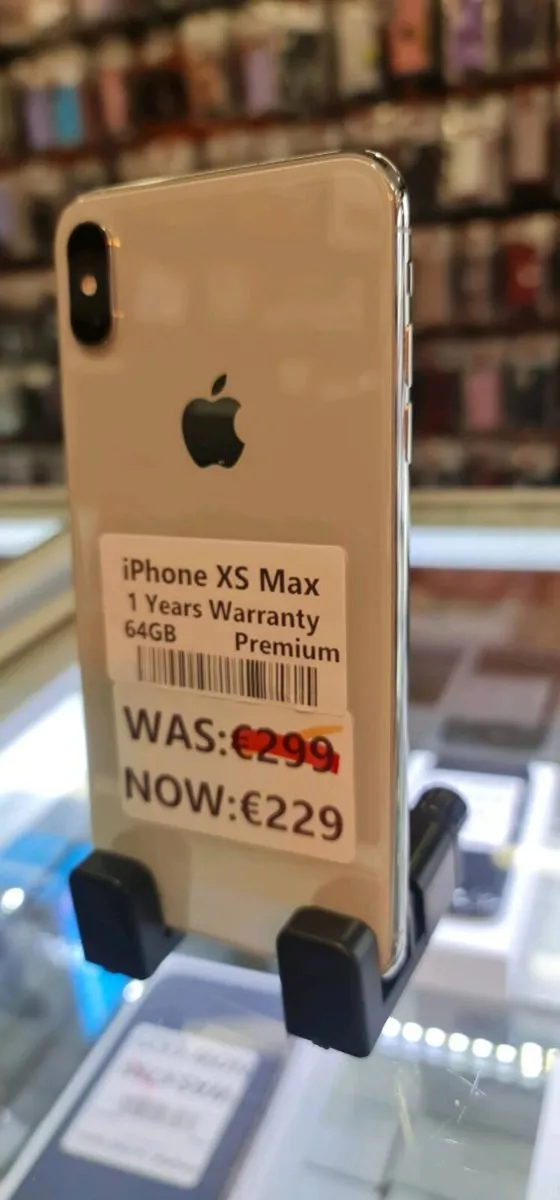 iPhone XS Max
1 Years Warranty
64GB Premium
WAS:€299
NOW:€229